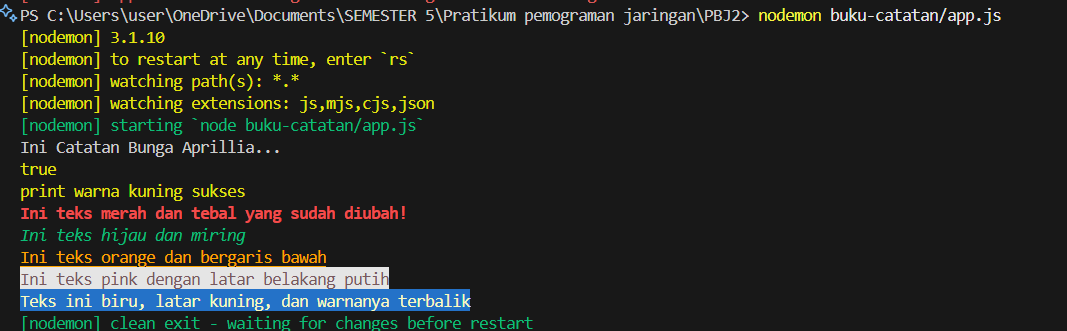 PS C:\Users\user\OneDrive\Documents\SEMESTER 5\Pratikum pemograman jaringan\PBJ2> nodemon buku-catatan/app.js
[nodemon] 3.1.10
[nodemon] to restart at any time, enter `rs`
[nodemon] watching path(s): *.*
[nodemon] watching extensions: js,mjs,cjs,json
[nodemon] starting `node buku-catatan/app.js`
Ini Catatan Bunga Aprillia...
true
print warna kuning sukses
Ini teks merah dan tebal yang sudah diubah!
Ini teks hijau dan miring
Ini teks orange dan bergaris bawah
Ini teks pink dengan latar belakang putih
Teks ini biru, latar kuning, dan warnanya terbalik
[nodemon] clean exit - waiting for changes before restart